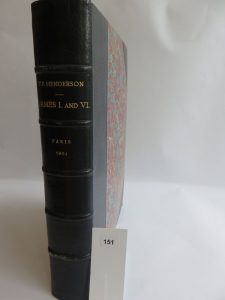 T.F. HENDERSON
JAMES I. AND VI.
PARIS
1904
151